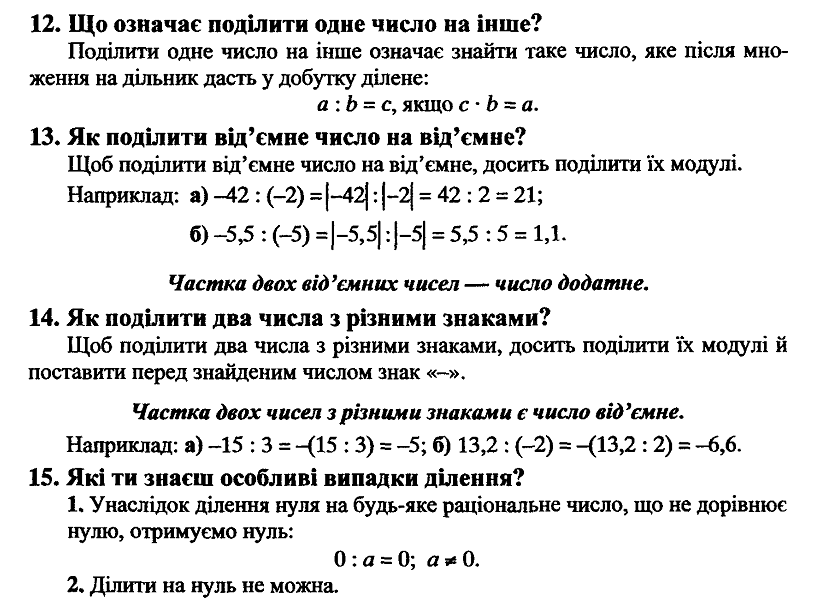 12. Що означає поділити одне число на інше?
Поділити одне число на інше означає знайти таке число, яке після мно-
ження на дільник дасть у добутку ділене:
a : b = c, якщо c · b = a.
13. Як поділити від’ємне число на від’ємне?
Щоб поділити від’ємне число на від’ємне, досить поділити їх модулі.
Наприклад: а) –42 : (–2) = |–42| : |–2| = 42 : 2 = 21;
б) –5,5 : (–5) = |–5,5| : |–5| = 5,5 : 5 = 1,1.
Частка двох від’ємних чисел — число додатне.
14. Як поділити два числа з різними знаками?
Щоб поділити два числа з різними знаками, досить поділити їх модулі й
поставити перед знайденим числом знак «–».
Частка двох чисел з різними знаками є число від’ємне.
Наприклад: а) –15 : 3 = –(15 : 3) = –5; б) 13,2 : (–2) = –(13,2 : 2) = –6,6.
15. Які ти знаєш особливі випадки ділення?
1. Унаслідок ділення нуля на будь-яке раціональне число, що не дорівнює
нулю, отримуємо нуль:
0 : a = 0; a ≠ 0.
2. Ділити на нуль не можна.